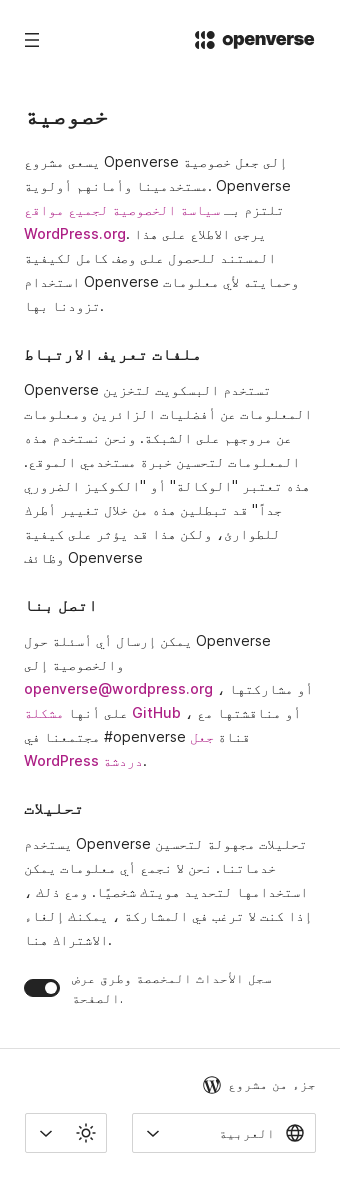 openverse
خصوصية
يسعى مشروع Openverse إلى جعل خصوصية
مستخدمينا وأمانهم أولوية. Openverse
تلتزم بـ سياسة الخصوصية لجميع مواقع
WordPress.org. يرجى الاطلاع على هذا
المستند للحصول على وصف كامل لكيفية
استخدام Openverse وحمايته لأي معلومات
تزودنا بها.
ملفات تعريف الارتباط
Openverse تستخدم البسكويت لتخزين
المعلومات عن أفضليات الزائرين ومعلومات
عن مروجهم على الشبكة. ونحن نستخدم هذه
المعلومات لتحسين خبرة مستخدمي الموقع.
هذه تعتبر "الوكالة" أو "الكوكيز الضروري
جداً" قد تبطلين هذه من خلال تغيير أطرك
للطوارئ، ولكن هذا قد يؤثر على كيفية
وظائف Openverse
اتصل بنا
يمكن إرسال أي أسئلة حول Openverse
والخصوصية إلى
openverse@wordpress.org ، أو مشاركتها
على أنها مشكلة GitHub ، أو مناقشتها مع
مجتمعنا في #openverse قناة جعل
WordPress دردشة.
تحليلات
يستخدم Openverse تحليلات مجهولة لتحسين
خدماتنا. نحن لا نجمع أي معلومات يمكن
استخدامها لتحديد هويتك شخصيًا. ومع ذلك ،
إذا كنت لا ترغب في المشاركة ، يمكنك إلغاء
الاشتراك هنا.
سجل الأحداث المخصصة وطرق عرض
الصفحة.
جزء من مشروع
العربية